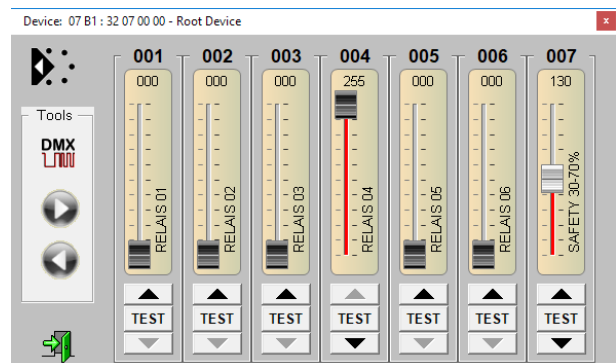 Device: 07 B1 : 32 07 00 00 - Root Device
x
001 002 003 004 005 006 007
000 000 000 255 000 000 130
Tools
DMX
RELAIS 01
RELAIS 02
RELAIS 03
RELAIS 04
RELAIS 05
RELAIS 06
SAFETY 30-70%
TEST TEST TEST TEST TEST TEST TEST